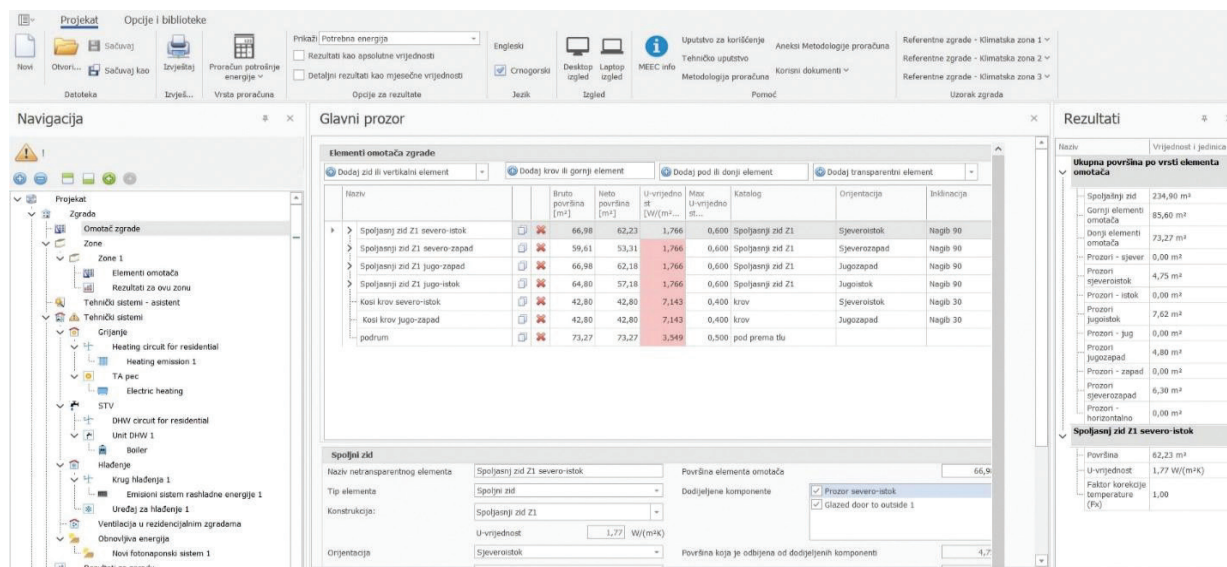 Projekat Opcije i biblioteke
Novi
Otvori...
Sačuvaj
Sačuvaj kao
Datoteka
Izvještaj
Izvješ...
Proračun potrošnje
energije
Vrsta proračuna
Prikaži Potrebna energija
Rezultati kao apsolutne vrijednosti
Detaljni rezultati kao mjesečne vrijednosti
Opcije za rezultate
Engleski
Crnogorski
Jezik
Desktop
izgled
Laptop
izgled
Izgled
MEEC info
Uputstvo za korišćenje
Tehničko uputstvo
Metodologija proračuna
Aneksi Metodologije proračuna
Korisni dokumenti
Pomoć
Referentne zgrade - Klimatska zona 1
Referentne zgrade - Klimatska zona 2
Referentne zgrade - Klimatska zona 3
Uzorak zgrada
Navigacija
!
Projekat
Zgrada
Omotač zgrade
Zone
Zone 1
Elementi omotača
Rezultati za ovu zonu
Tehnički sistemi - asistent
Tehnički sistemi
Grijanje
Heating circuit for residential
Heating emission 1
TA pec
Electric heating
STV
DHW circuit for residential
Unit DHW 1
Boiler
Hlađenje
Krug hlađenja 1
Emisioni sistem rashladne energije 1
Uređaj za hlađenje 1
Ventilacija u rezidencijalnim zgradama
Obnovljiva energija
Novi fotonaponski sistem 1
Glavni prozor
Elementi omotača zgrade
Dodaj zid ili vertikalni element Dodaj krov ili gornji element Dodaj pod ili donji element Dodaj transparentni element
Naziv Bruto površina [m²] Neto površina [m²] U-vrijedno st [W/(m²... Max U-vrijedno st... Katalog Orijentacija Inklinacija
Spoljasnj zid Z1 severo-istok 66,98 62,23 1,766 0,600 Spoljasnji zid Z1 Sjeveroistok Nagib 90
Spoljasnji zid Z1 severo-zapad 59,61 53,31 1,766 0,600 Spoljasnji zid Z1 Sjeverozapad Nagib 90
Spoljasnji zid Z1 jugo-zapad 66,98 62,18 1,766 0,600 Spoljasnji zid Z1 Jugozapad Nagib 90
Spoljasnji zid Z1 jugo-istok 64,80 57,18 1,766 0,600 Spoljasnji zid Z1 Jugoistok Nagib 90
Kosi krov severo-istok 42,80 42,80 7,143 0,400 krov Sjeveroistok Nagib 30
Kosi krov jugo-zapad 42,80 42,80 7,143 0,400 krov Jugozapad Nagib 30
podrum 73,27 73,27 3,549 0,500 pod prema tlu
Spoljni zid
Naziv netransparentnog elementa Spoljasnj zid Z1 severo-istok
Tip elementa Spoljni zid
Konstrukcija: Spoljasnji zid Z1
U-vrijednost 1,77 W/(m²K)
Orijentacija Sjeveroistok
Površina elementa omotača
Dodijeljene komponente Prozor severo-istok
Glazed door to outside 1
Površina koja je odbijena od dodijeljenih komponenti
Rezultati
Naziv Vrijednost i jedinica
Ukupna površina po vrsti elementa
omotača
Spoljašnji zid 234,90 m²
Gornji elementi omotača 85,60 m²
Donji elementi omotača 73,27 m²
Prozori - sjever 0,00 m²
Prozori sjeveroistok 4,75 m²
Prozori - istok 0,00 m²
Prozori jugoistok 7,62 m²
Prozori - jug 0,00 m²
Prozori jugozapad 4,80 m²
Prozori - zapad 0,00 m²
Prozori sjeverozapad 6,30 m²
Prozori - horizontalno 0,00 m²
Spoljasnj zid Z1 severo-istok
Površina 62,23 m²
U-vrijednost 1,77 W/(m²K)
Faktor korekcije temperature (Fx) 1,00